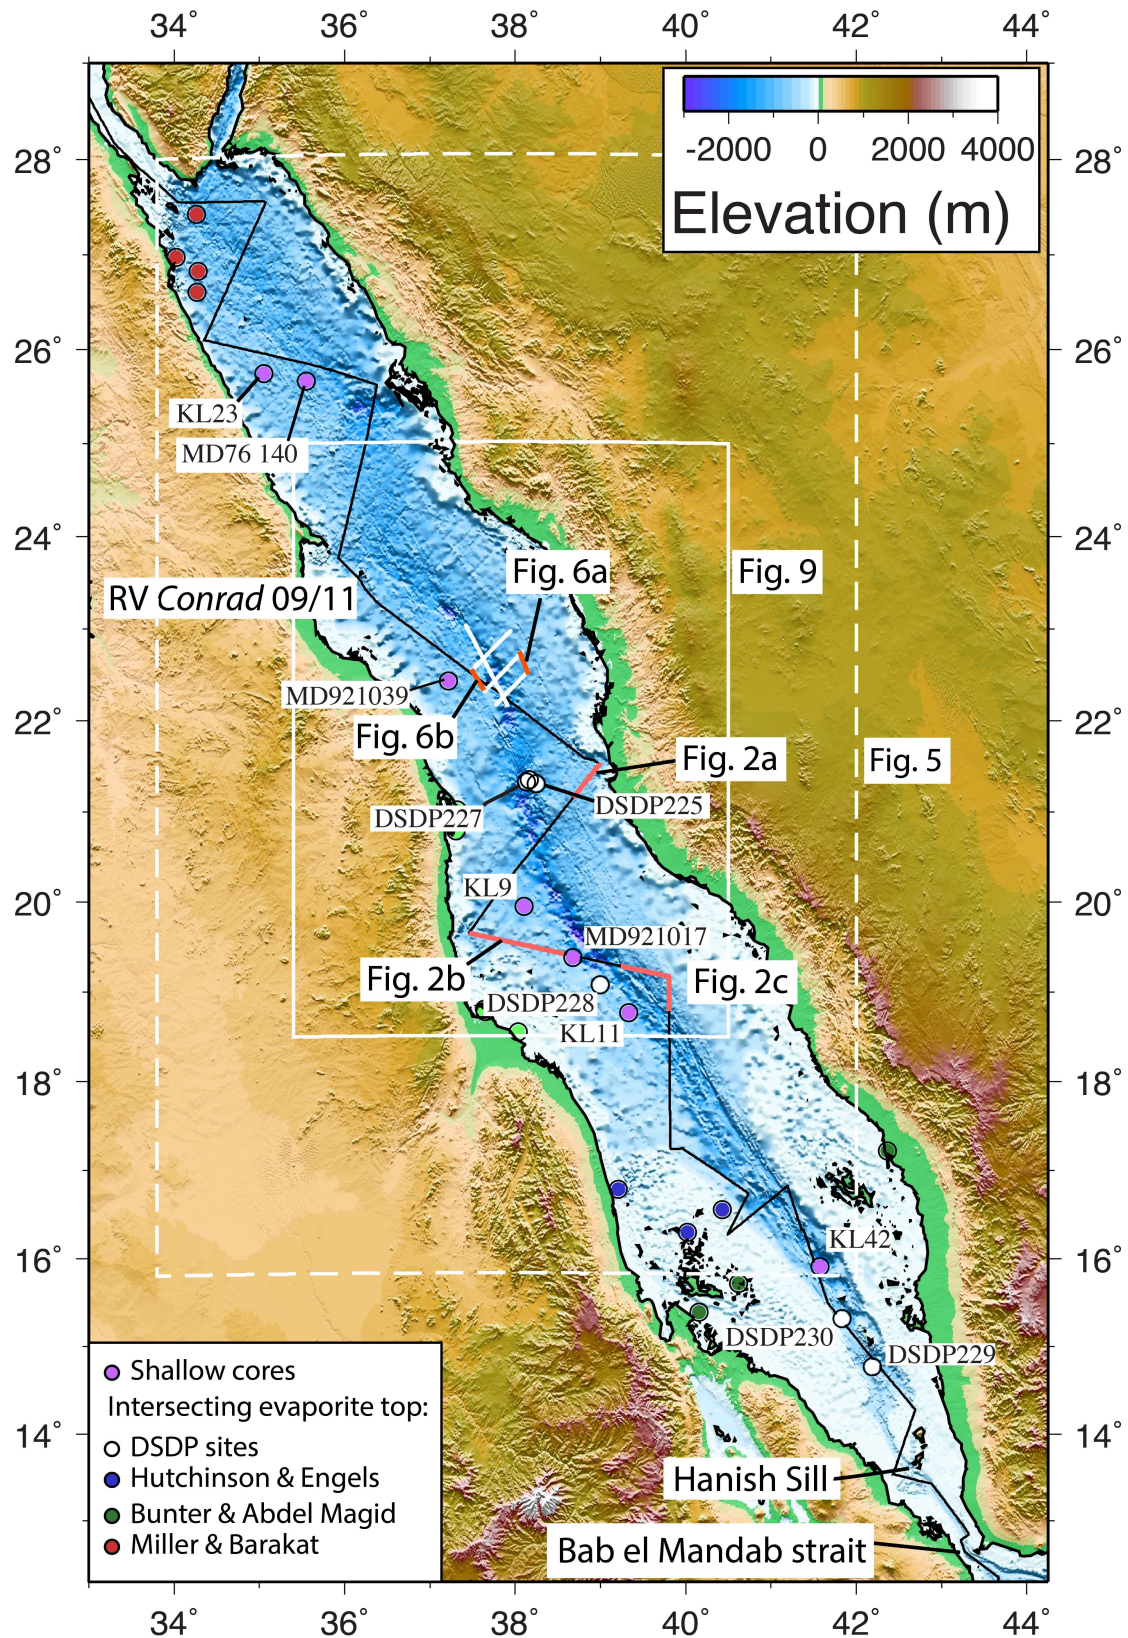 34° 36° 38° 40° 42° 44°
-2000 0 2000 4000
Elevation (m)
28° 28°
26° 26°
KL23
MD76 140
24° 24°
Fig. 6a
Fig. 9
RV Conrad 09/11
MD921039
22° 22°
Fig. 6b
Fig. 2a
Fig. 5
DSDP227
DSDP225
KL9
20° 20°
MD921017
Fig. 2b
Fig. 2c
DSDP228
KL11
18° 18°
KL42
16° 16°
DSDP230
DSDP229
Shallow cores
Intersecting evaporite top:
DSDP sites
Hutchinson & Engels
Bunter & Abdel Magid
Miller & Barakat
14° 14°
Hanish Sill
Bab el Mandab strait
34° 36° 38° 40° 42° 44°